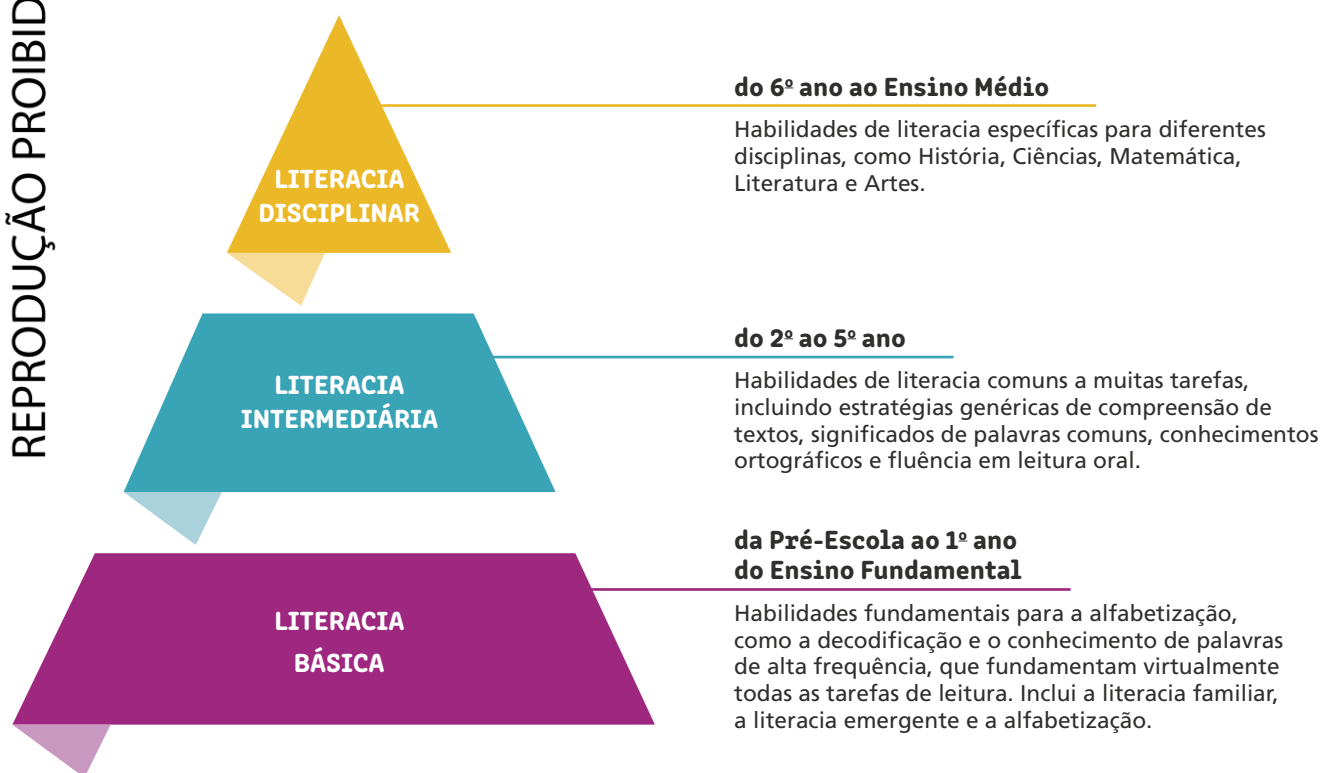 REPRODUÇÃO PROIBID
LITERACIA
DISCIPLINAR
do 6º ano ao Ensino Médio
Habilidades de literacia específicas para diferentes
disciplinas, como História, Ciências, Matemática,
Literatura e Artes.
LITERACIA
INTERMEDIÁRIA
do 2º ao 5º ano
Habilidades de literacia comuns a muitas tarefas,
incluindo estratégias genéricas de compreensão de
textos, significados de palavras comuns, conhecimentos
ortográficos e fluência em leitura oral.
LITERACIA
BÁSICA
da Pré-Escola ao 1º ano
do Ensino Fundamental
Habilidades fundamentais para a alfabetização,
como a decodificação e o conhecimento de palavras
de alta frequência, que fundamentam virtualmente
todas as tarefas de leitura. Inclui a literacia familiar,
a literacia emergente e a alfabetização.